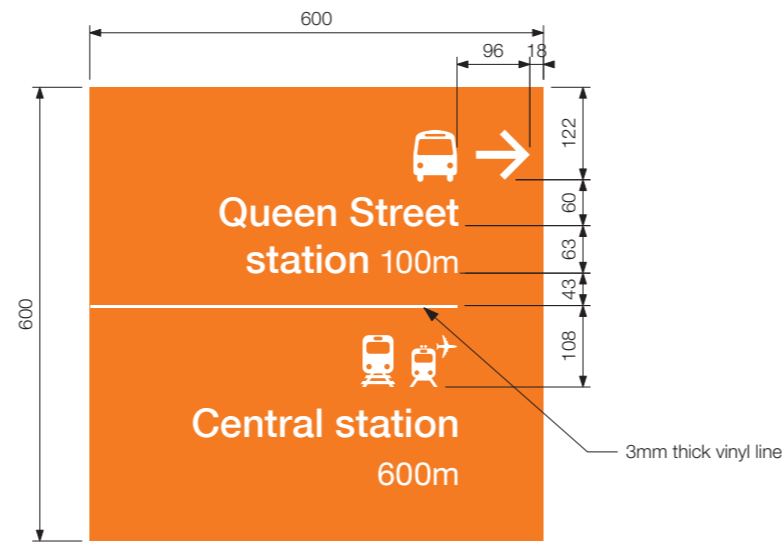 600
96 18
600
122
60
63
43
108
Queen Street
station 100m
Central station
600m
3mm thick vinyl line